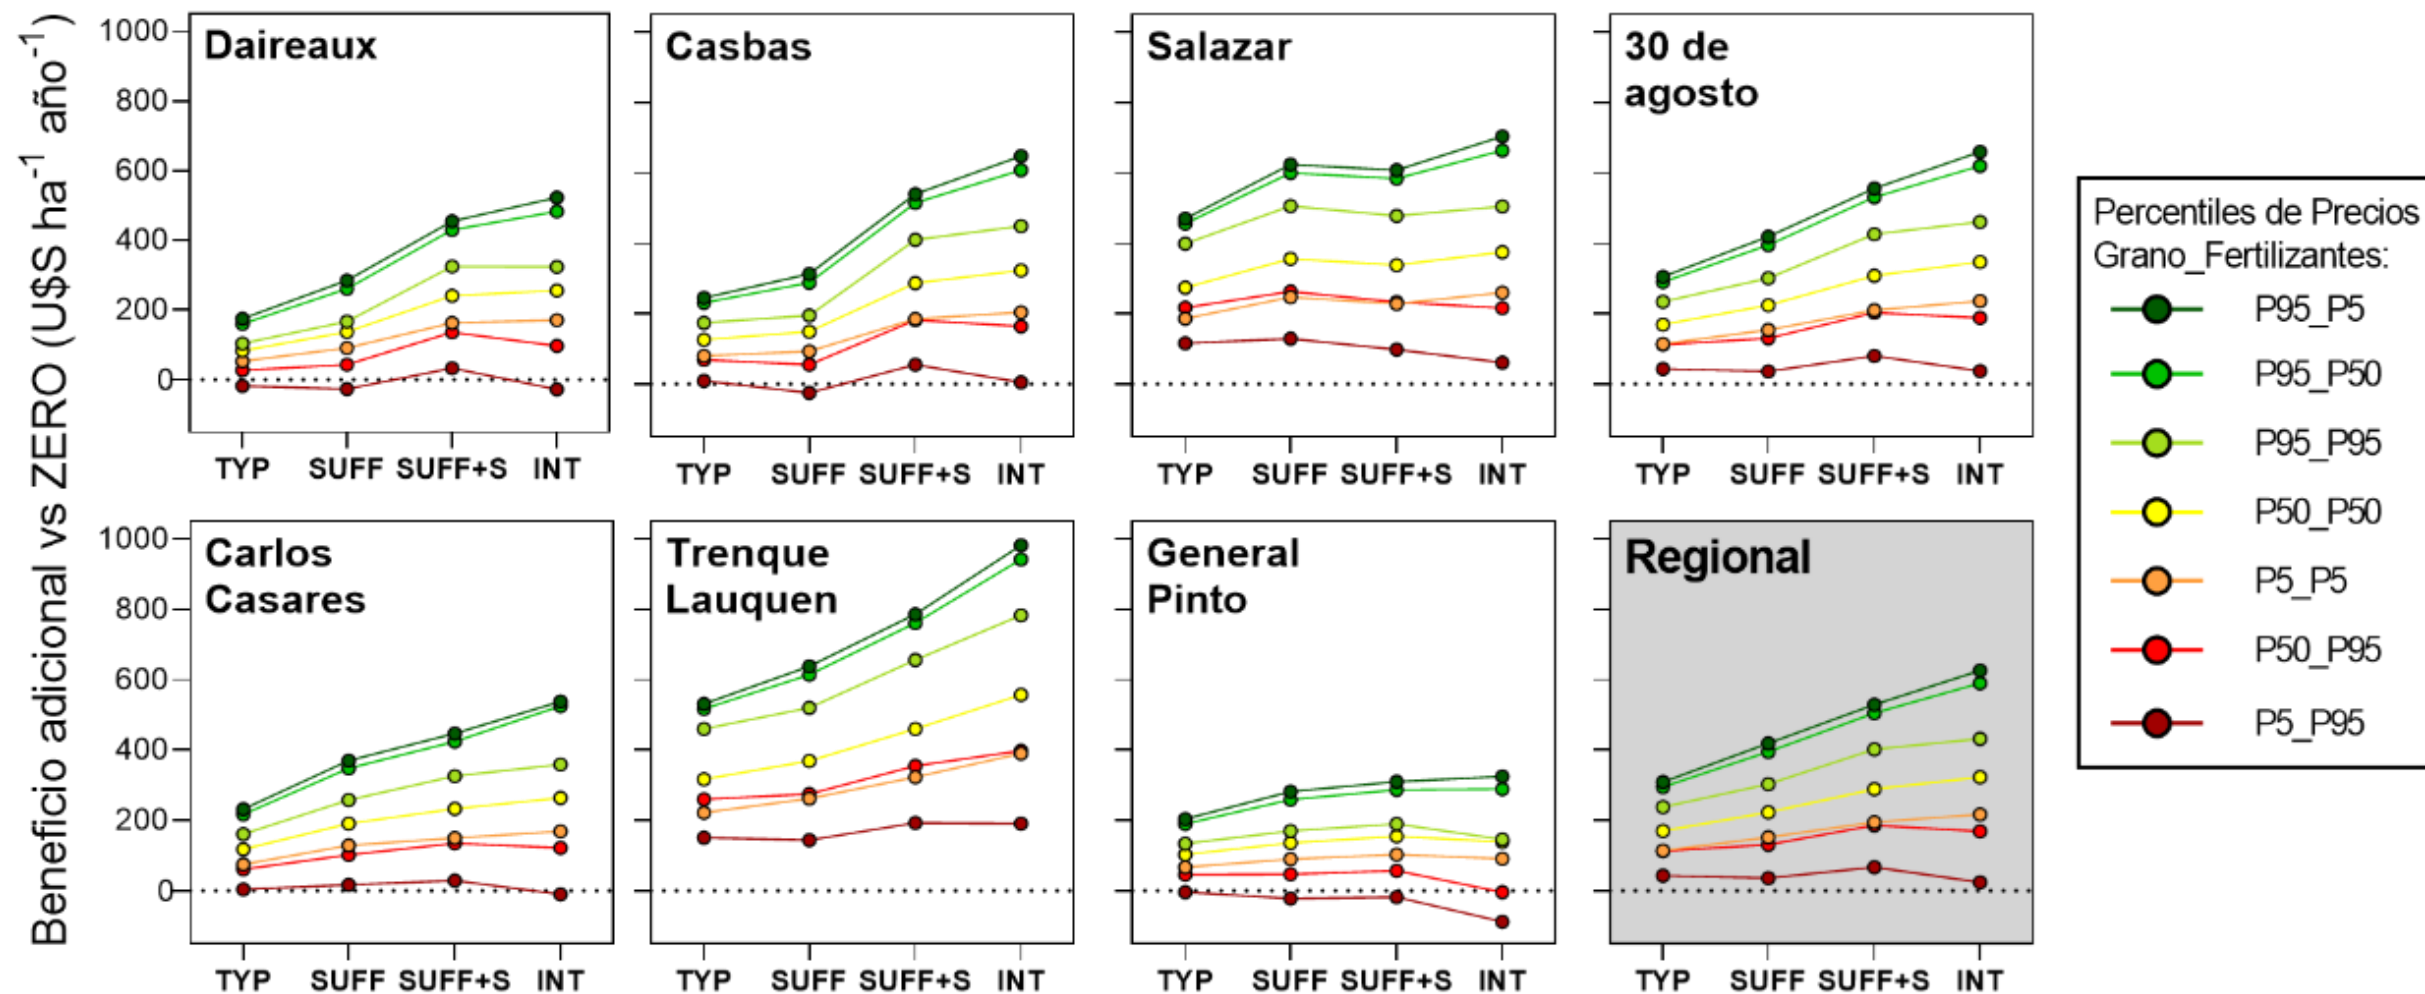 Beneficio adicional vs ZERO (U$S ha⁻¹ año⁻¹)
1000
800
600
400
200
0
Daireaux
TYP SUFF SUFF+S INT
Casbas
TYP SUFF SUFF+S INT
Salazar
TYP SUFF SUFF+S INT
30 de
agosto
TYP SUFF SUFF+S INT
1000
800
600
400
200
0
Carlos
Casares
TYP SUFF SUFF+S INT
Trenque
Lauquen
TYP SUFF SUFF+S INT
General
Pinto
TYP SUFF SUFF+S INT
Regional
TYP SUFF SUFF+S INT
Percentiles de Precios
Grano_Fertilizantes:
P95_P5
P95_P50
P95_P95
P50_P50
P5_P5
P50_P95
P5_P95